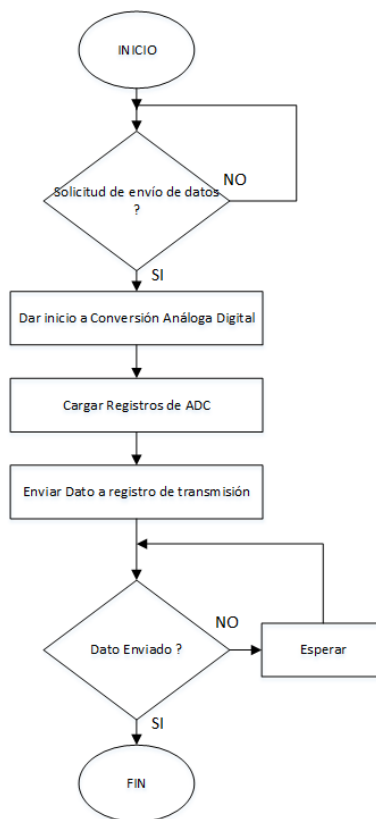 INICIO
Solicitud de envío de datos
?
NO
SI
Dar inicio a Conversión Análoga Digital
Cargar Registros de ADC
Enviar Dato a registro de transmisión
Dato Enviado ?
NO
Esperar
SI
FIN